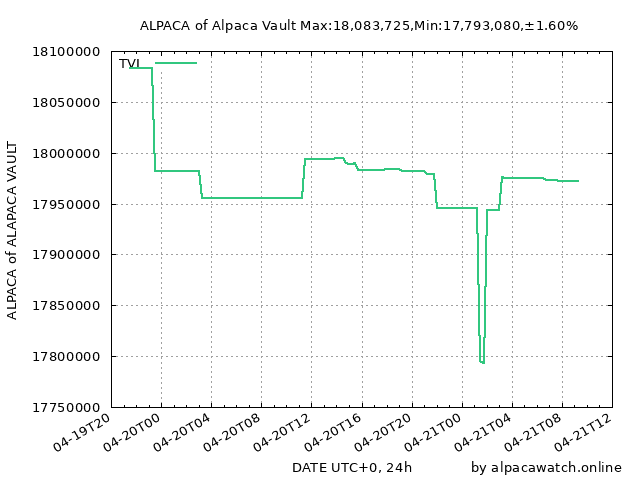 ALPACA of Alpaca Vault Max:18,083,725,Min:17,793,080,±1.60%
18100000
TVL
18050000
18000000
17950000
17900000
17850000
17800000
17750000
ALPACA of ALAPACA VAULT
04-19T20
04-20T00
04-20T04
04-20T08
04-20T12
04-20T16
04-20T20
04-21T00
04-21T04
04-21T08
04-21T12
DATE UTC+0, 24h
by alpacawatch.online